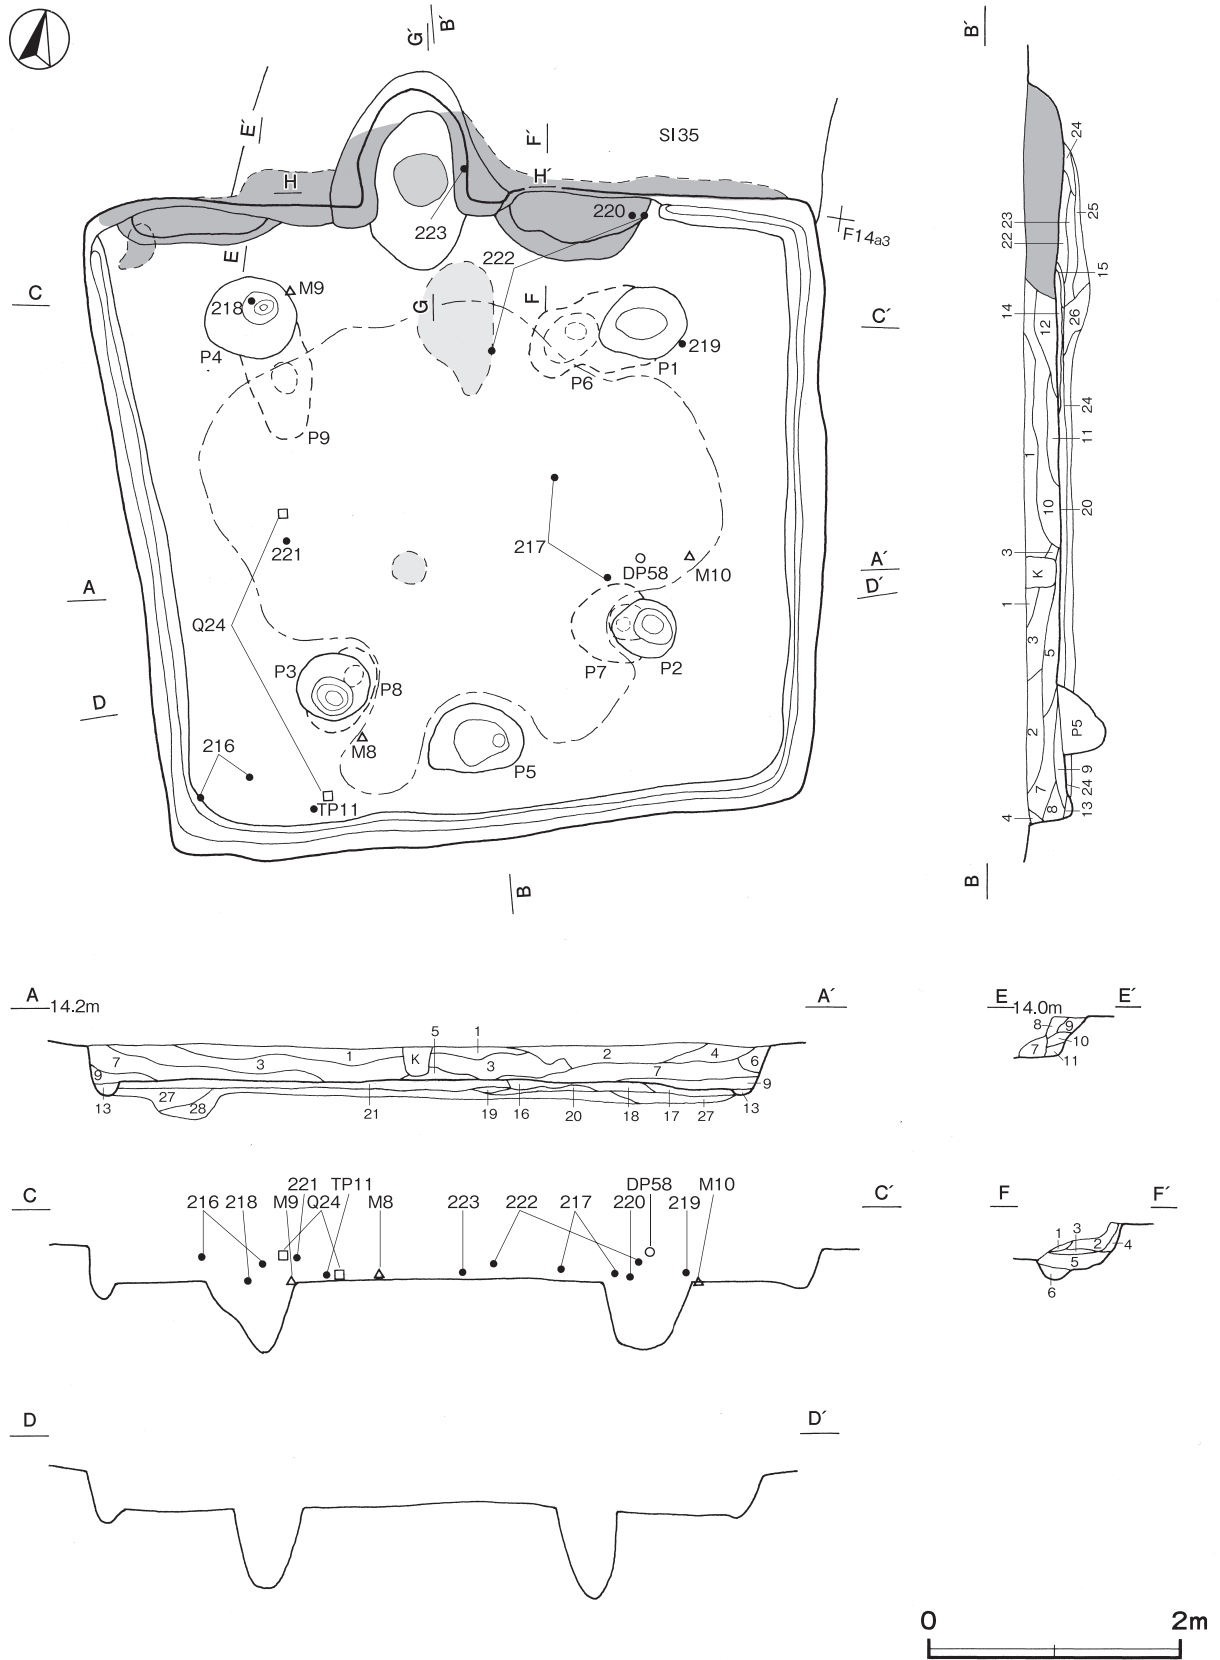 G´ B´ B´
E´ F´ SI35
H H´
24
220
223 F14a3
25
23
22
222
E
15
C M9 G F C´
218 14 12 26
219
P4 P6 P1
24
P9 11
1
10 20
217 3
221 DP58 M10 A´
K
A D´
Q24 1
3
5
P3 P8 P7 P2
D
2 P5
216 M8 P5
9
7 24
TP11 8 13
4
B B
A 14.2m A´ E 14.0m E´
5 1 8 9
7 3 1 K 3 2 7 4 6 10
9 7 11
13 27 28 21 19 16 20 18 17 27 13 9
C 216 218 M9 221 Q24 TP11 M8 223 222 217 220 DP58 219 M10 C´ F F´
1 3 2 4
5
6
D D´
0 2m